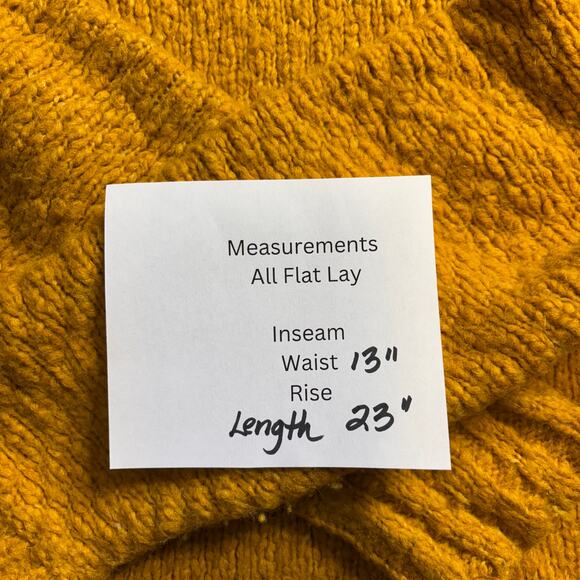 Measurements
All Flat Lay
Inseam
Waist 13"
Rise
Length 23"